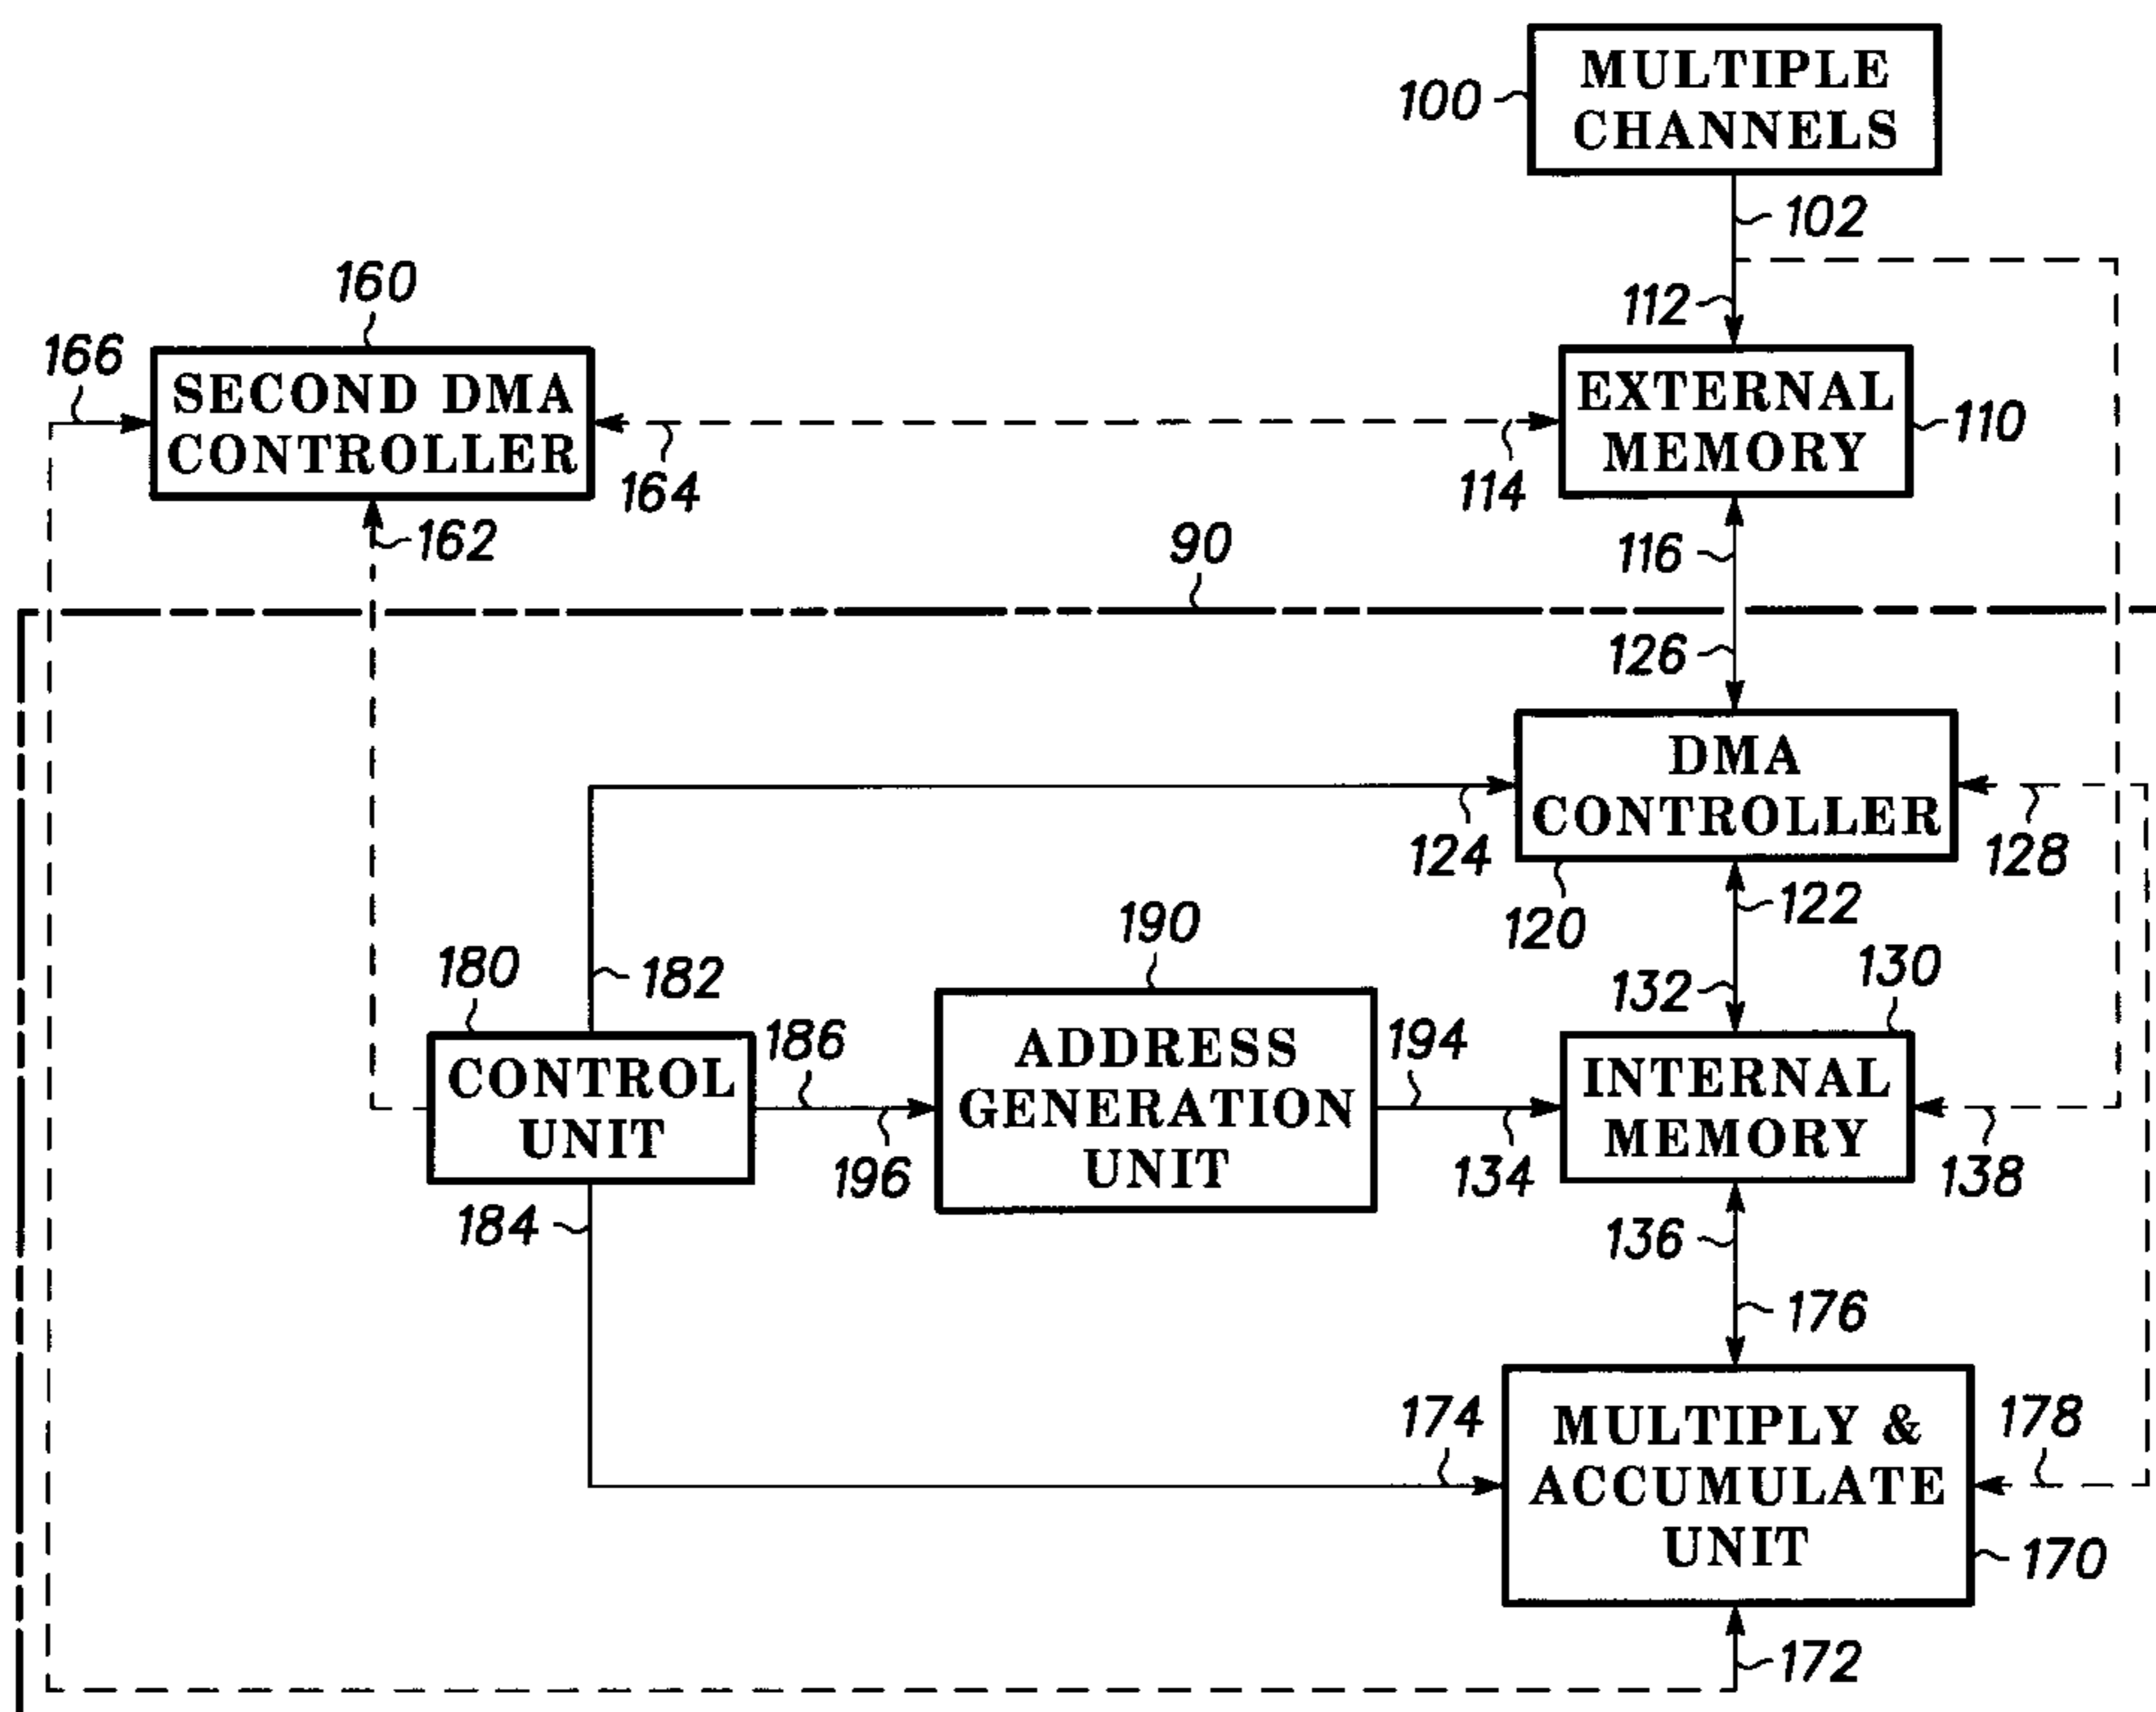 MULTIPLE
CHANNELS
100
102
112
160
166
SECOND DMA
CONTROLLER
164
162
EXTERNAL
MEMORY
110
114
116
90
126
DMA
CONTROLLER
124
128
120
122
190
180
182
132
130
CONTROL
UNIT
186
196
ADDRESS
GENERATION
UNIT
194
134
INTERNAL
MEMORY
138
184
136
176
174
MULTIPLY &
ACCUMULATE
UNIT
178
170
172